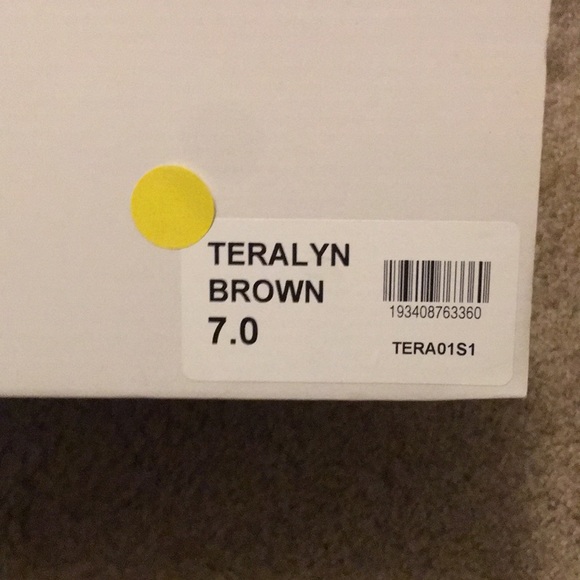 TERALYN
BROWN
7.0
193408763360
TERA01S1